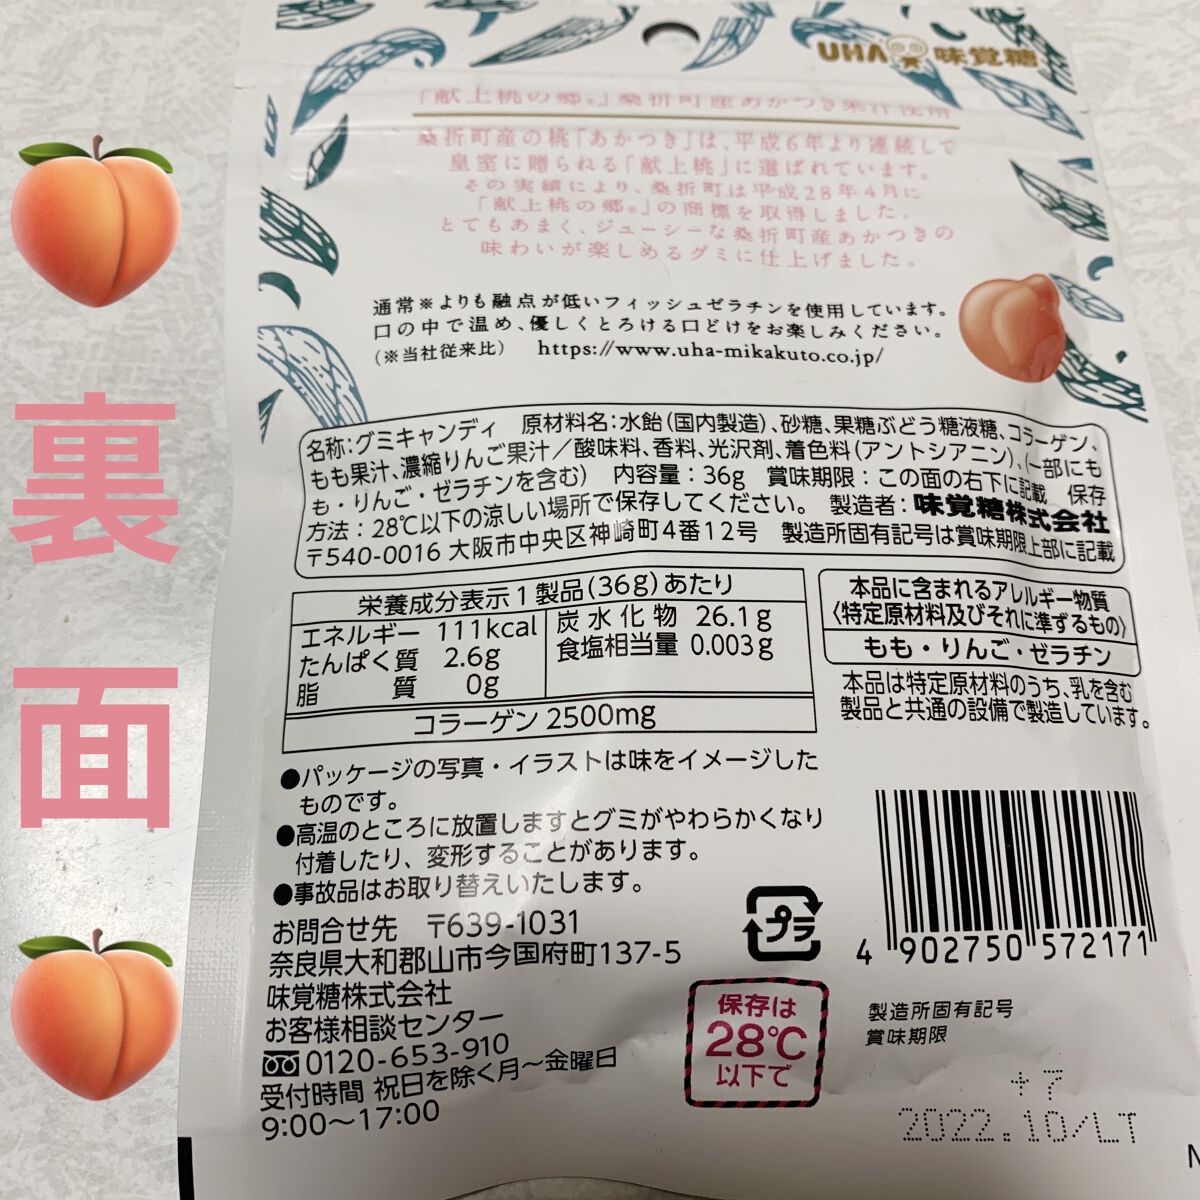 裏面
UHA味覚糖
「献上桃の郷®」桑折町産あかつき果汁使用
桑折町産の桃「あかつき」は、平成6年より連続して
皇室に贈られる「献上桃」に選ばれています。
その実績により、桑折町は平成28年4月に
「献上桃の郷®」の商標を取得しました。
とてもあまく、ジューシーな桑折町産あかつきの
味わいが楽しめるグミに仕上げました。
通常※よりも融点が低いフィッシュゼラチンを使用しています。
口の中で温め、優しくとろける口どけをお楽しみください。
(※当社従来比) https://www.uha-mikakuto.co.jp/
名称:グミキャンディ 原材料名:水飴(国内製造)、砂糖、果糖ぶどう糖液糖、コラーゲン、
もも果汁、濃縮りんご果汁/酸味料、香料、光沢剤、着色料(アントシアニン)、(一部にも
も・りんご・ゼラチンを含む) 内容量:36g 賞味期限:この面の右下に記載 保存
方法:28℃以下の涼しい場所で保存してください。 製造者:味覚糖株式会社
〒540-0016 大阪市中央区神崎町4番12号 製造所固有記号は賞味期限上部に記載
栄養成分表示1製品(36g)あたり
エネルギー 111kcal
たんぱく質 2.6g
脂質 0g
炭水化物 26.1g
食塩相当量 0.003g
コラーゲン 2500mg
本品に含まれるアレルギー物質
〈特定原材料及びそれに準ずるもの〉
もも・りんご・ゼラチン
本品は特定原材料のうち、乳を含む
製品と共通の設備で製造しています。
●パッケージの写真・イラストは味をイメージした
ものです。
●高温のところに放置しますとグミがやわらかくなり
付着したり、変形することがあります。
●事故品はお取り替えいたします。
お問合せ先 〒639-1031
奈良県大和郡山市今国府町137-5
味覚糖株式会社
お客様相談センター
0120-653-910
受付時間 祝日を除く月~金曜日
9:00~17:00
プラ
保存は
28℃
以下で
4 902750 572171
製造所固有記号
賞味期限
+7
2022.10/LT
N